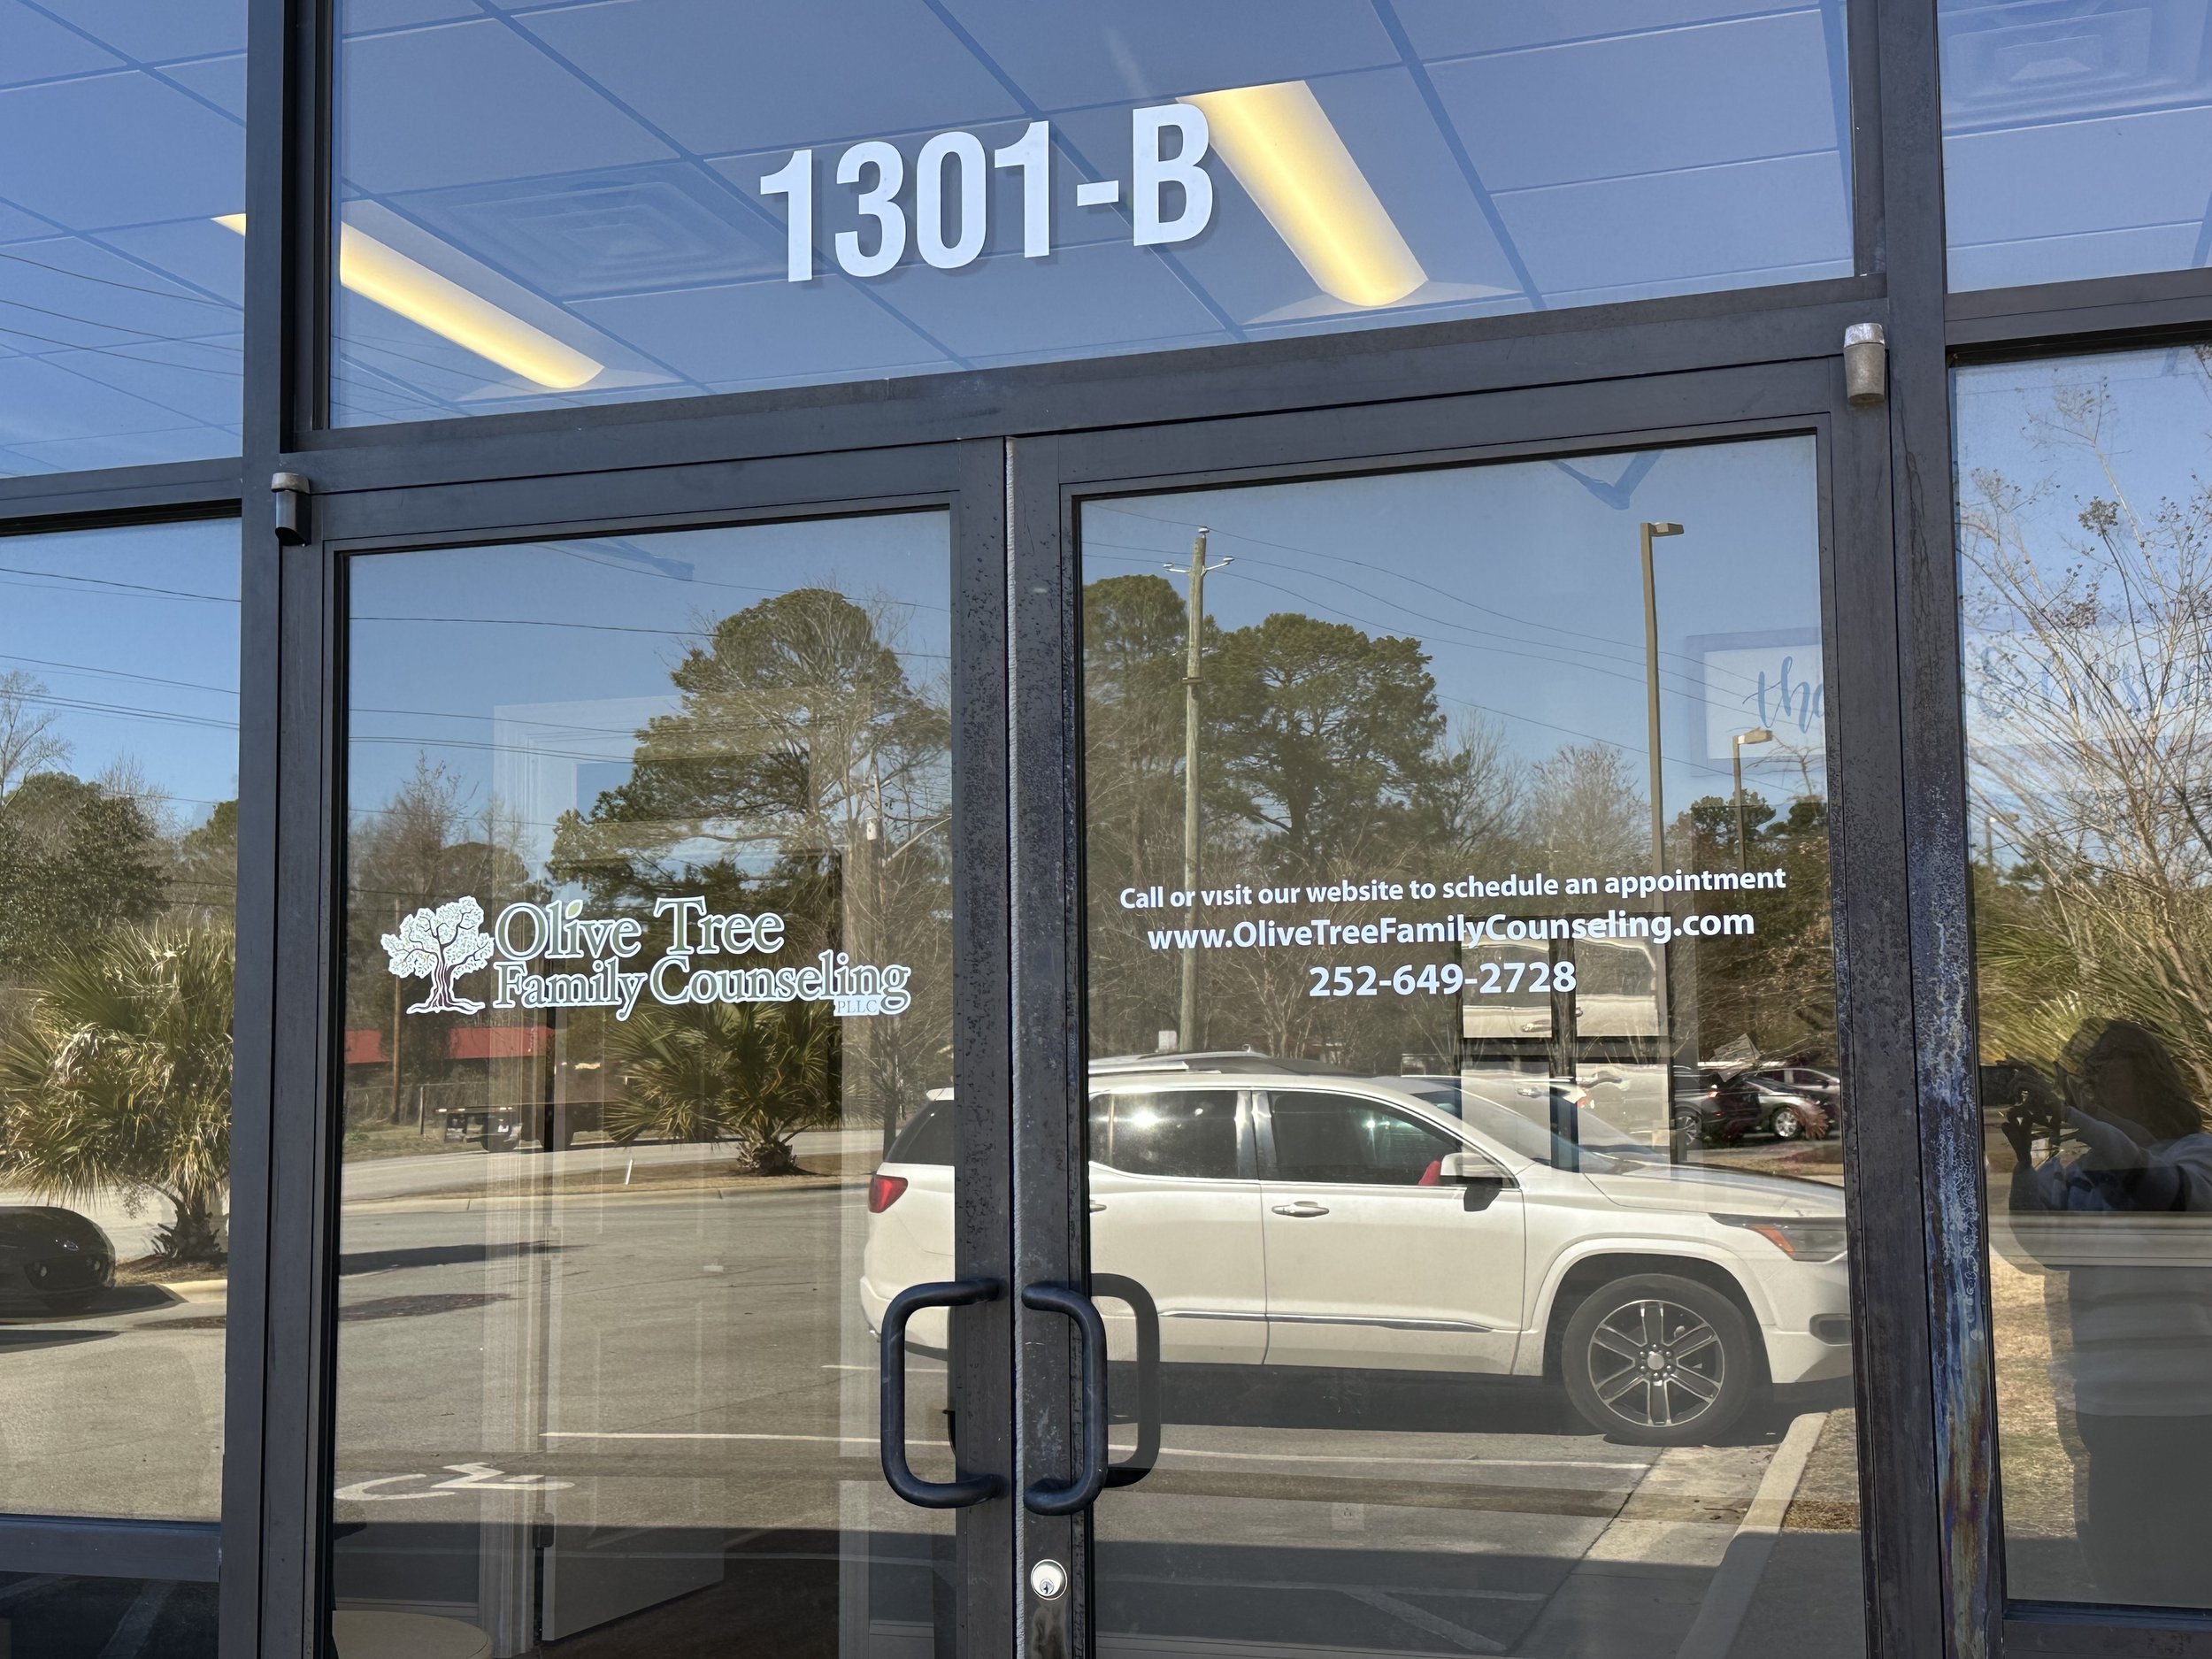 1301-B
Olive Tree
Family Counseling
PLLC
Call or visit our website to schedule an appointment
www.OliveTreeFamilyCounseling.com
252-649-2728